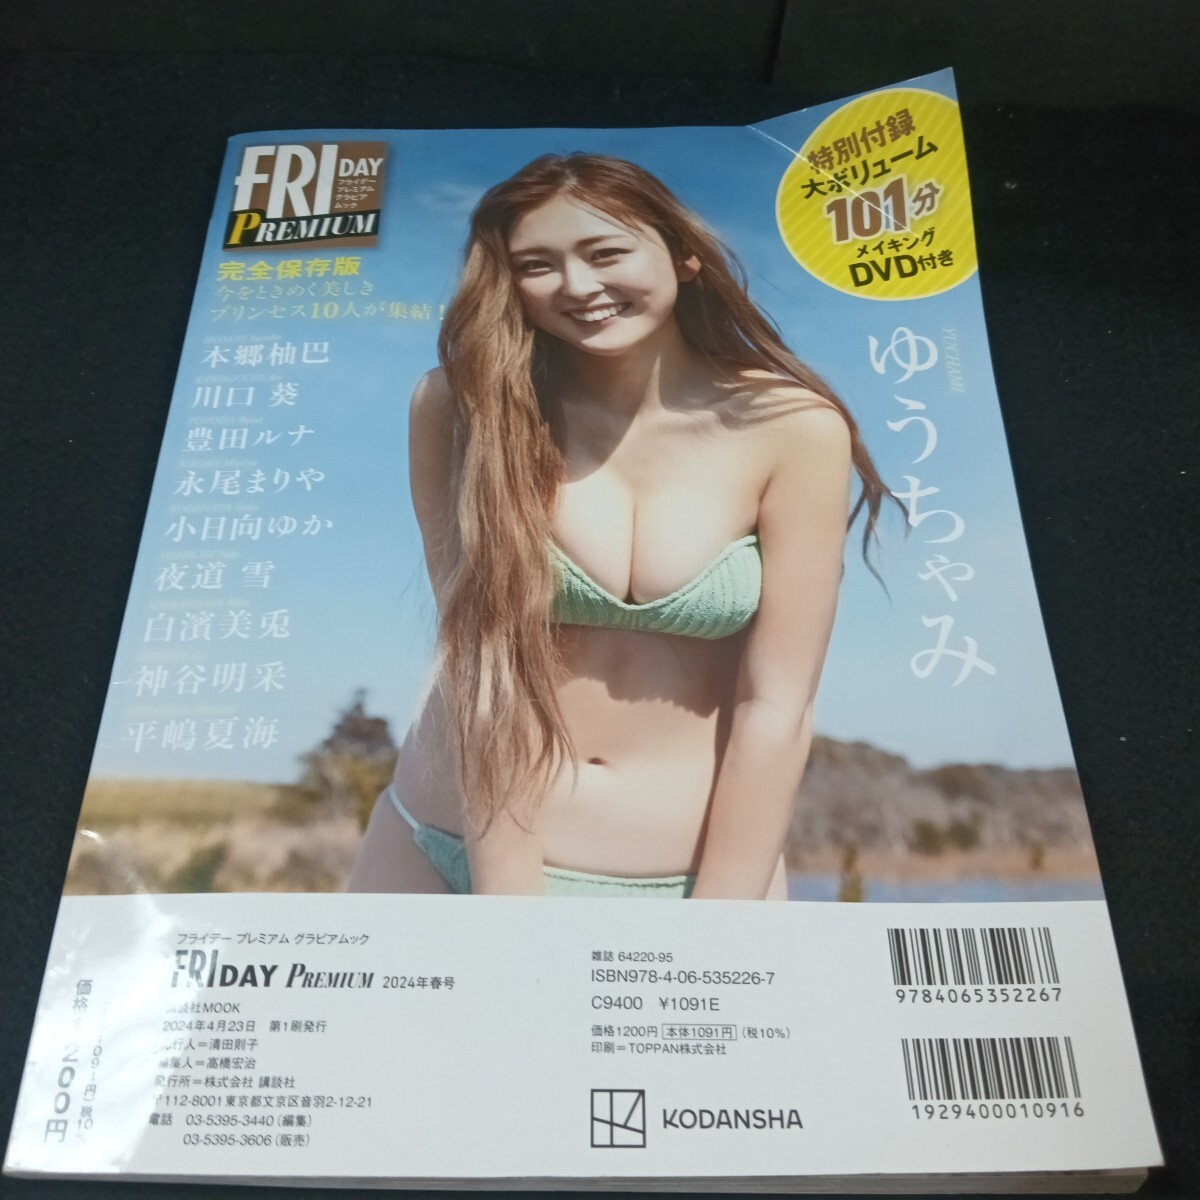 FRIDAY
フライデー
プレミアム
グラビア
ムック
PREMIUM
完全保存版
今をときめく美しき
プリンセス10人が集結！
本郷柚巴
川口 葵
豊田ルナ
永尾まりや
小日向ゆか
夜道 雪
白濱美兎
神谷明采
平嶋夏海
特別付録
大ボリューム
101分
メイキング
DVD付き
YUCHAMI
ゆうちゃみ
フライデー プレミアム グラビアムック
FRIDAY PREMIUM 2024年春号
談社MOOK
2024年4月23日 第1刷発行
発行人＝清田則子
編集人＝高橋宏治
発行所＝株式会社 講談社
〒112-8001東京都文京区音羽2-12-21
電話 03-5395-3440（編集）
03-5395-3606（販売）
雑誌 64220-95
ISBN978-4-06-535226-7
C9400 ¥1091E
価格1200円 本体1091円（税10%）
印刷＝TOPPAN株式会社
KODANSHA
9784065352267
1929400010916